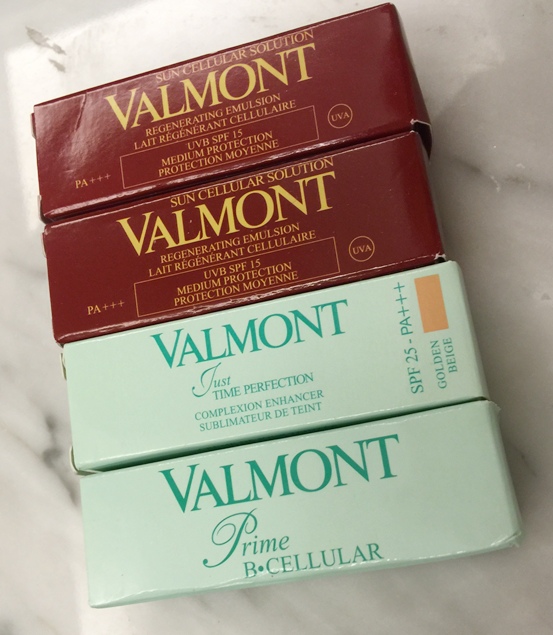 SUN CELLULAR SOLUTION
VALMONT
REGENERATING EMULSION
LAIT RÉGÉNÉRANT CELLULAIRE
UVB SPF 15
MEDIUM PROTECTION
PROTECTION MOYENNE
PA+++
UVA
SUN CELLULAR SOLUTION
VALMONT
REGENERATING EMULSION
LAIT RÉGÉNÉRANT CELLULAIRE
UVB SPF 15
MEDIUM PROTECTION
PROTECTION MOYENNE
PA+++
UVA
VALMONT
Just
TIME PERFECTION
COMPLEXION ENHANCER
SUBLIMATEUR DE TEINT
SPF 25 - PA+++
GOLDEN
BEIGE
VALMONT
Prime
B•CELLULAR